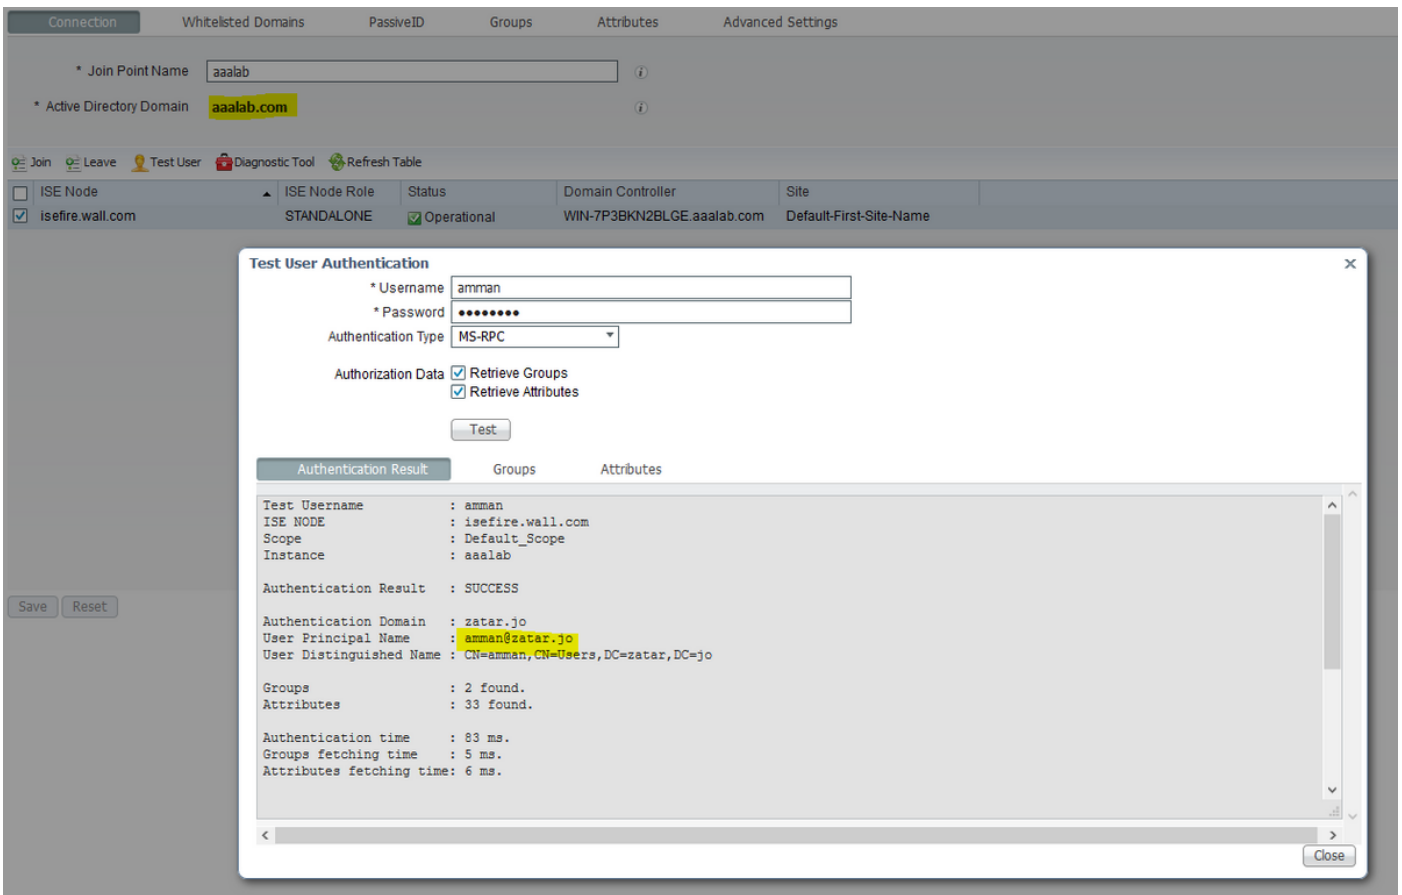 Connection Whitelisted Domains PassiveID Groups Attributes Advanced Settings
* Join Point Name aaalab
* Active Directory Domain aaalab.com
Join Leave Test User Diagnostic Tool Refresh Table
ISE Node ISE Node Role Status Domain Controller Site
isefire.wall.com STANDALONE Operational WIN-7P3BKN2BLGE.aaalab.com Default-First-Site-Name
Test User Authentication
* Username amman
* Password ••••••••
Authentication Type MS-RPC
Authorization Data Retrieve Groups
Retrieve Attributes
Test
Authentication Result Groups Attributes
Test Username : amman
ISE NODE : isefire.wall.com
Scope : Default_Scope
Instance : aaalab
Authentication Result : SUCCESS
Authentication Domain : zatar.jo
User Principal Name : amman@zatar.jo
User Distinguished Name : CN=amman,CN=Users,DC=zatar,DC=jo
Groups : 2 found.
Attributes : 33 found.
Authentication time : 83 ms.
Groups fetching time : 5 ms.
Attributes fetching time: 6 ms.
Save Reset
Close